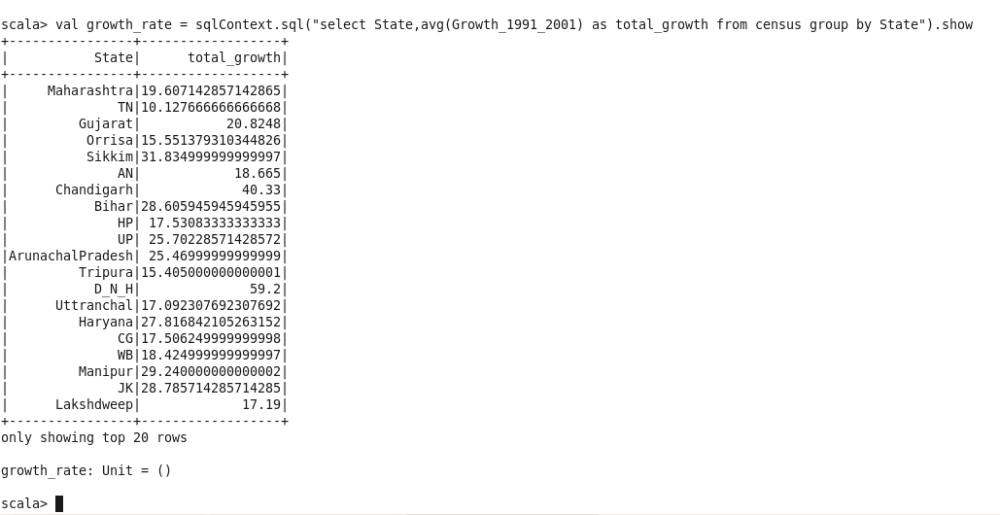 scala> val growth_rate = sqlContext.sql("select State,avg(Growth_1991_2001) as total_growth from census group by State").show
+----------------+------------------+
|           State|      total_growth|
+----------------+------------------+
|     Maharashtra|19.607142857142865|
|              TN|10.127666666666668|
|         Gujarat|           20.8248|
|          Orrisa|15.551379310344826|
|          Sikkim|31.834999999999997|
|              AN|            18.665|
|      Chandigarh|             40.33|
|           Bihar|28.605945945945955|
|              HP| 17.53083333333333|
|              UP| 25.70228571428572|
|ArunachalPradesh| 25.46999999999999|
|         Tripura|15.405000000000001|
|           D_N_H|              59.2|
|      Uttranchal|17.092307692307692|
|         Haryana|27.816842105263152|
|              CG|17.506249999999998|
|              WB|18.424999999999997|
|         Manipur|29.240000000000002|
|              JK|28.785714285714285|
|      Lakshdweep|             17.19|
+----------------+------------------+
only showing top 20 rows
growth_rate: Unit = ()
scala>